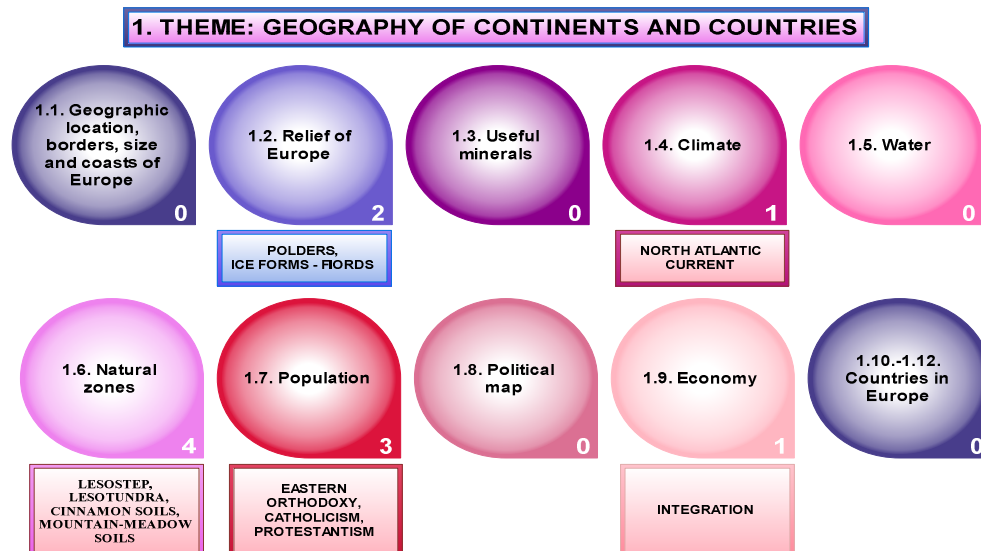 1. THEME: GEOGRAPHY OF CONTINENTS AND COUNTRIES
1.1. Geographic
location,
borders, size
and coasts of
Europe
0
1.2. Relief of
Europe
2
POLDERS,
ICE FORMS - FIORDS
1.3. Useful
minerals
0
1.4. Climate
1
NORTH ATLANTIC
CURRENT
1.5. Water
0
1.6. Natural
zones
4
LESOSTEP,
LESOTUNDRA,
CINNAMON SOILS,
MOUNTAIN-MEADOW
SOILS
1.7. Population
3
EASTERN
ORTHODOXY,
CATHOLICISM,
PROTESTANTISM
1.8. Political
map
0
1.9. Economy
1
INTEGRATION
1.10.-1.12.
Countries in
Europe
0